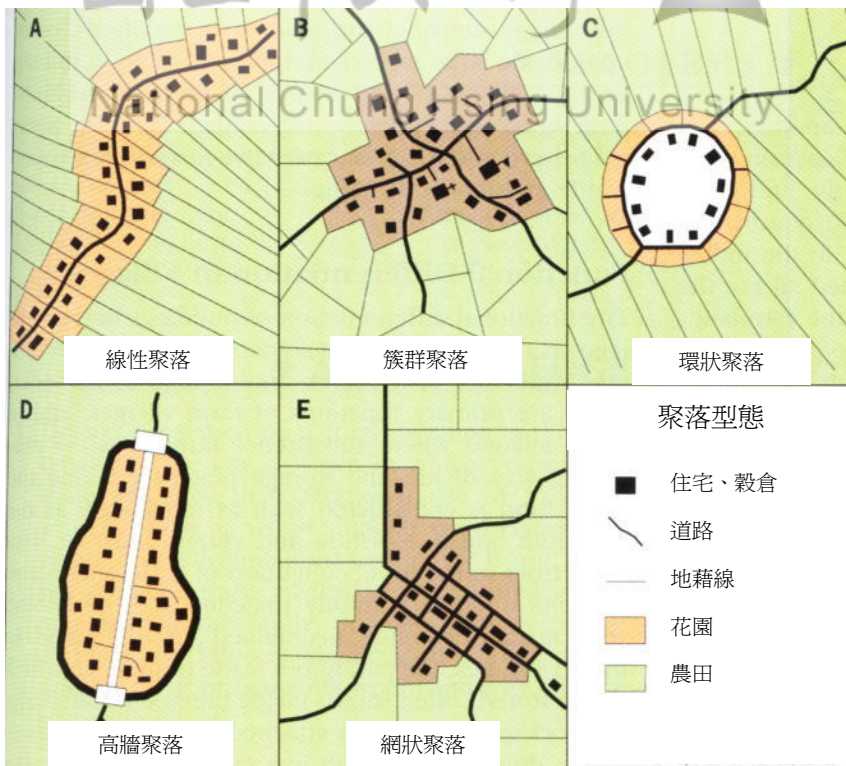 A
B
C
National Chung Hsing University
線性聚落
簇群聚落
環狀聚落
D
E
聚落型態
住宅、穀倉
道路
地藉線
花園
農田
高牆聚落
網狀聚落